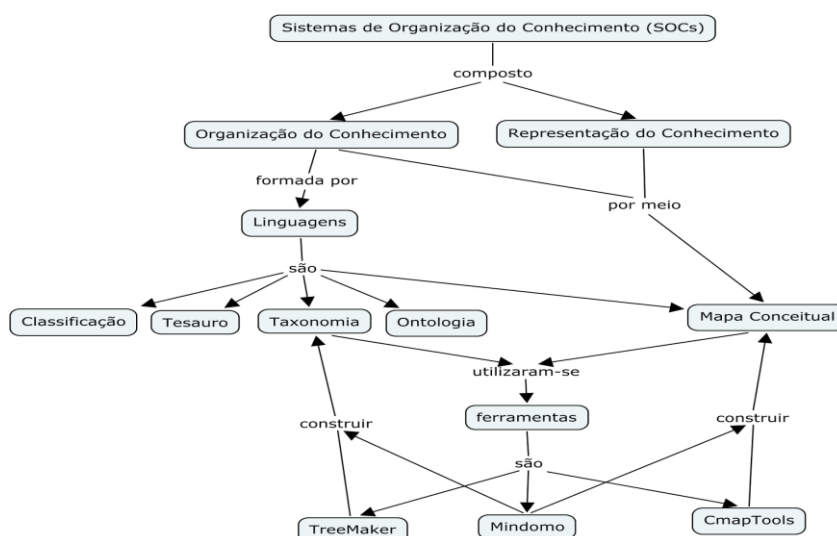 Sistemas de Organização do Conhecimento (SOCs)
composto
Organização do Conhecimento
Representação do Conhecimento
formada por
por meio
Linguagens
são
Classificação
Tesauro
Taxonomia
Ontologia
Mapa Conceitual
utilizaram-se
construir
ferramentas
construir
são
TreeMaker
Mindomo
CmapTools